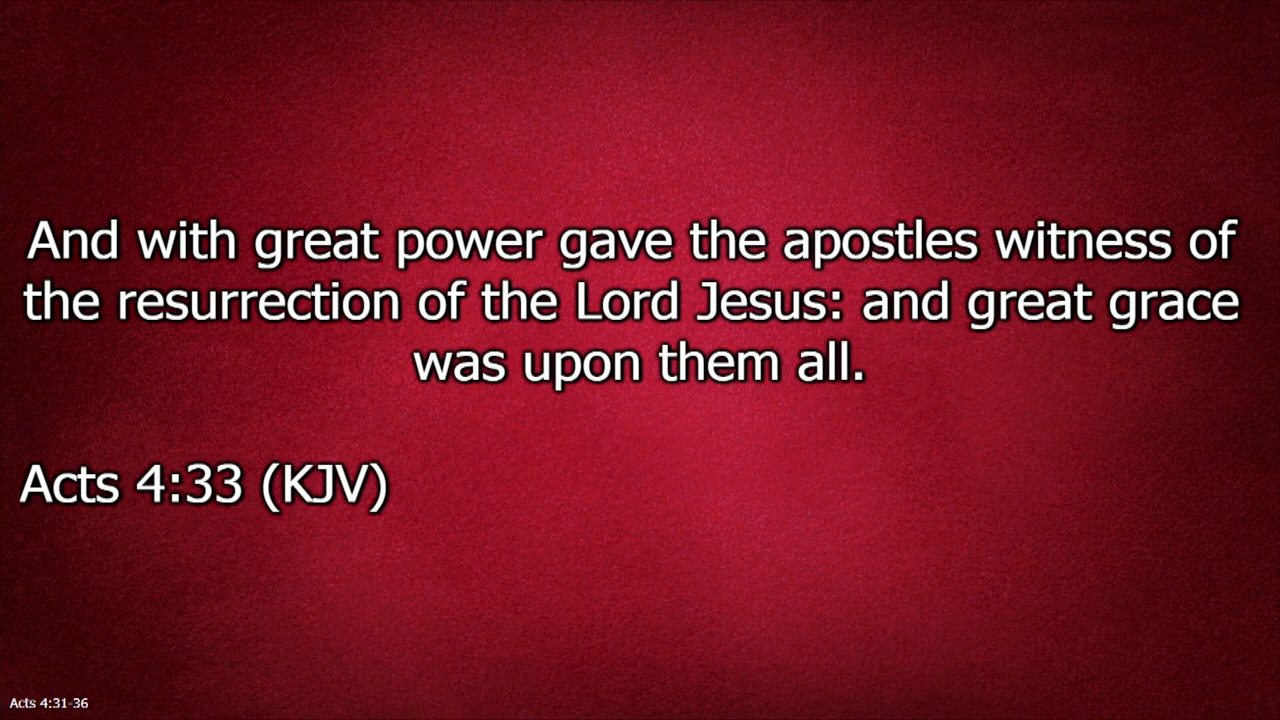 And with great power gave the apostles witness of
the resurrection of the Lord Jesus: and great grace
was upon them all.
Acts 4:33 (KJV)
Acts 4:31-36